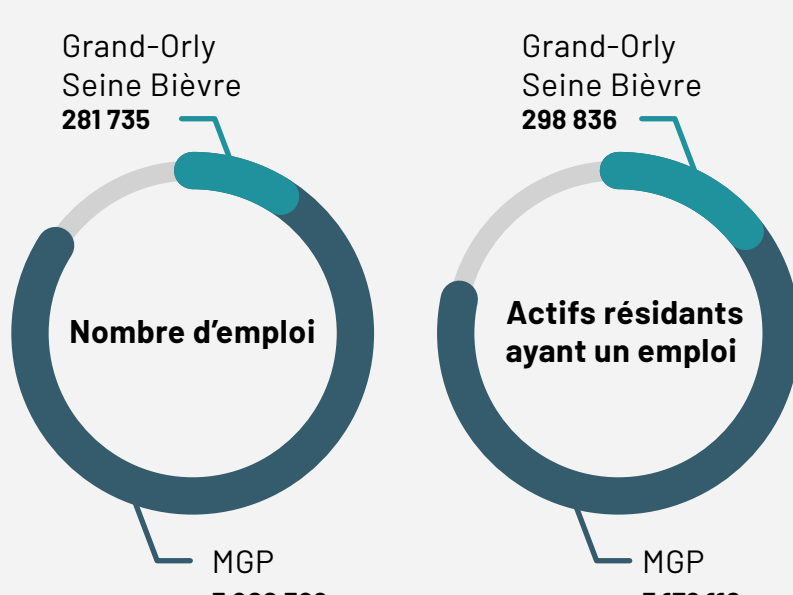 Grand-Orly
Seine Bièvre
281 735
Nombre d’emploi
MGP
Grand-Orly
Seine Bièvre
298 836
Actifs résidants
ayant un emploi
MGP